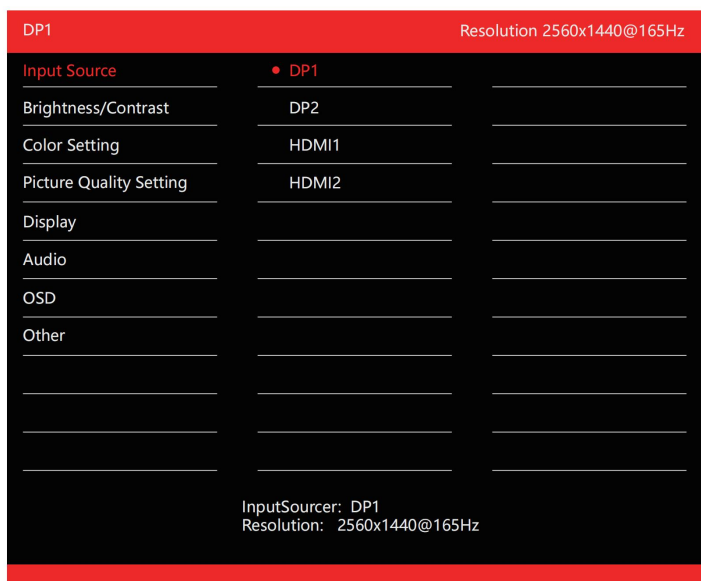 DP1 Resolution 2560x1440@165Hz
Input Source DP1
Brightness/Contrast DP2
Color Setting HDMI1
Picture Quality Setting HDMI2
Display
Audio
OSD
Other
InputSourcer: DP1
Resolution: 2560x1440@165Hz